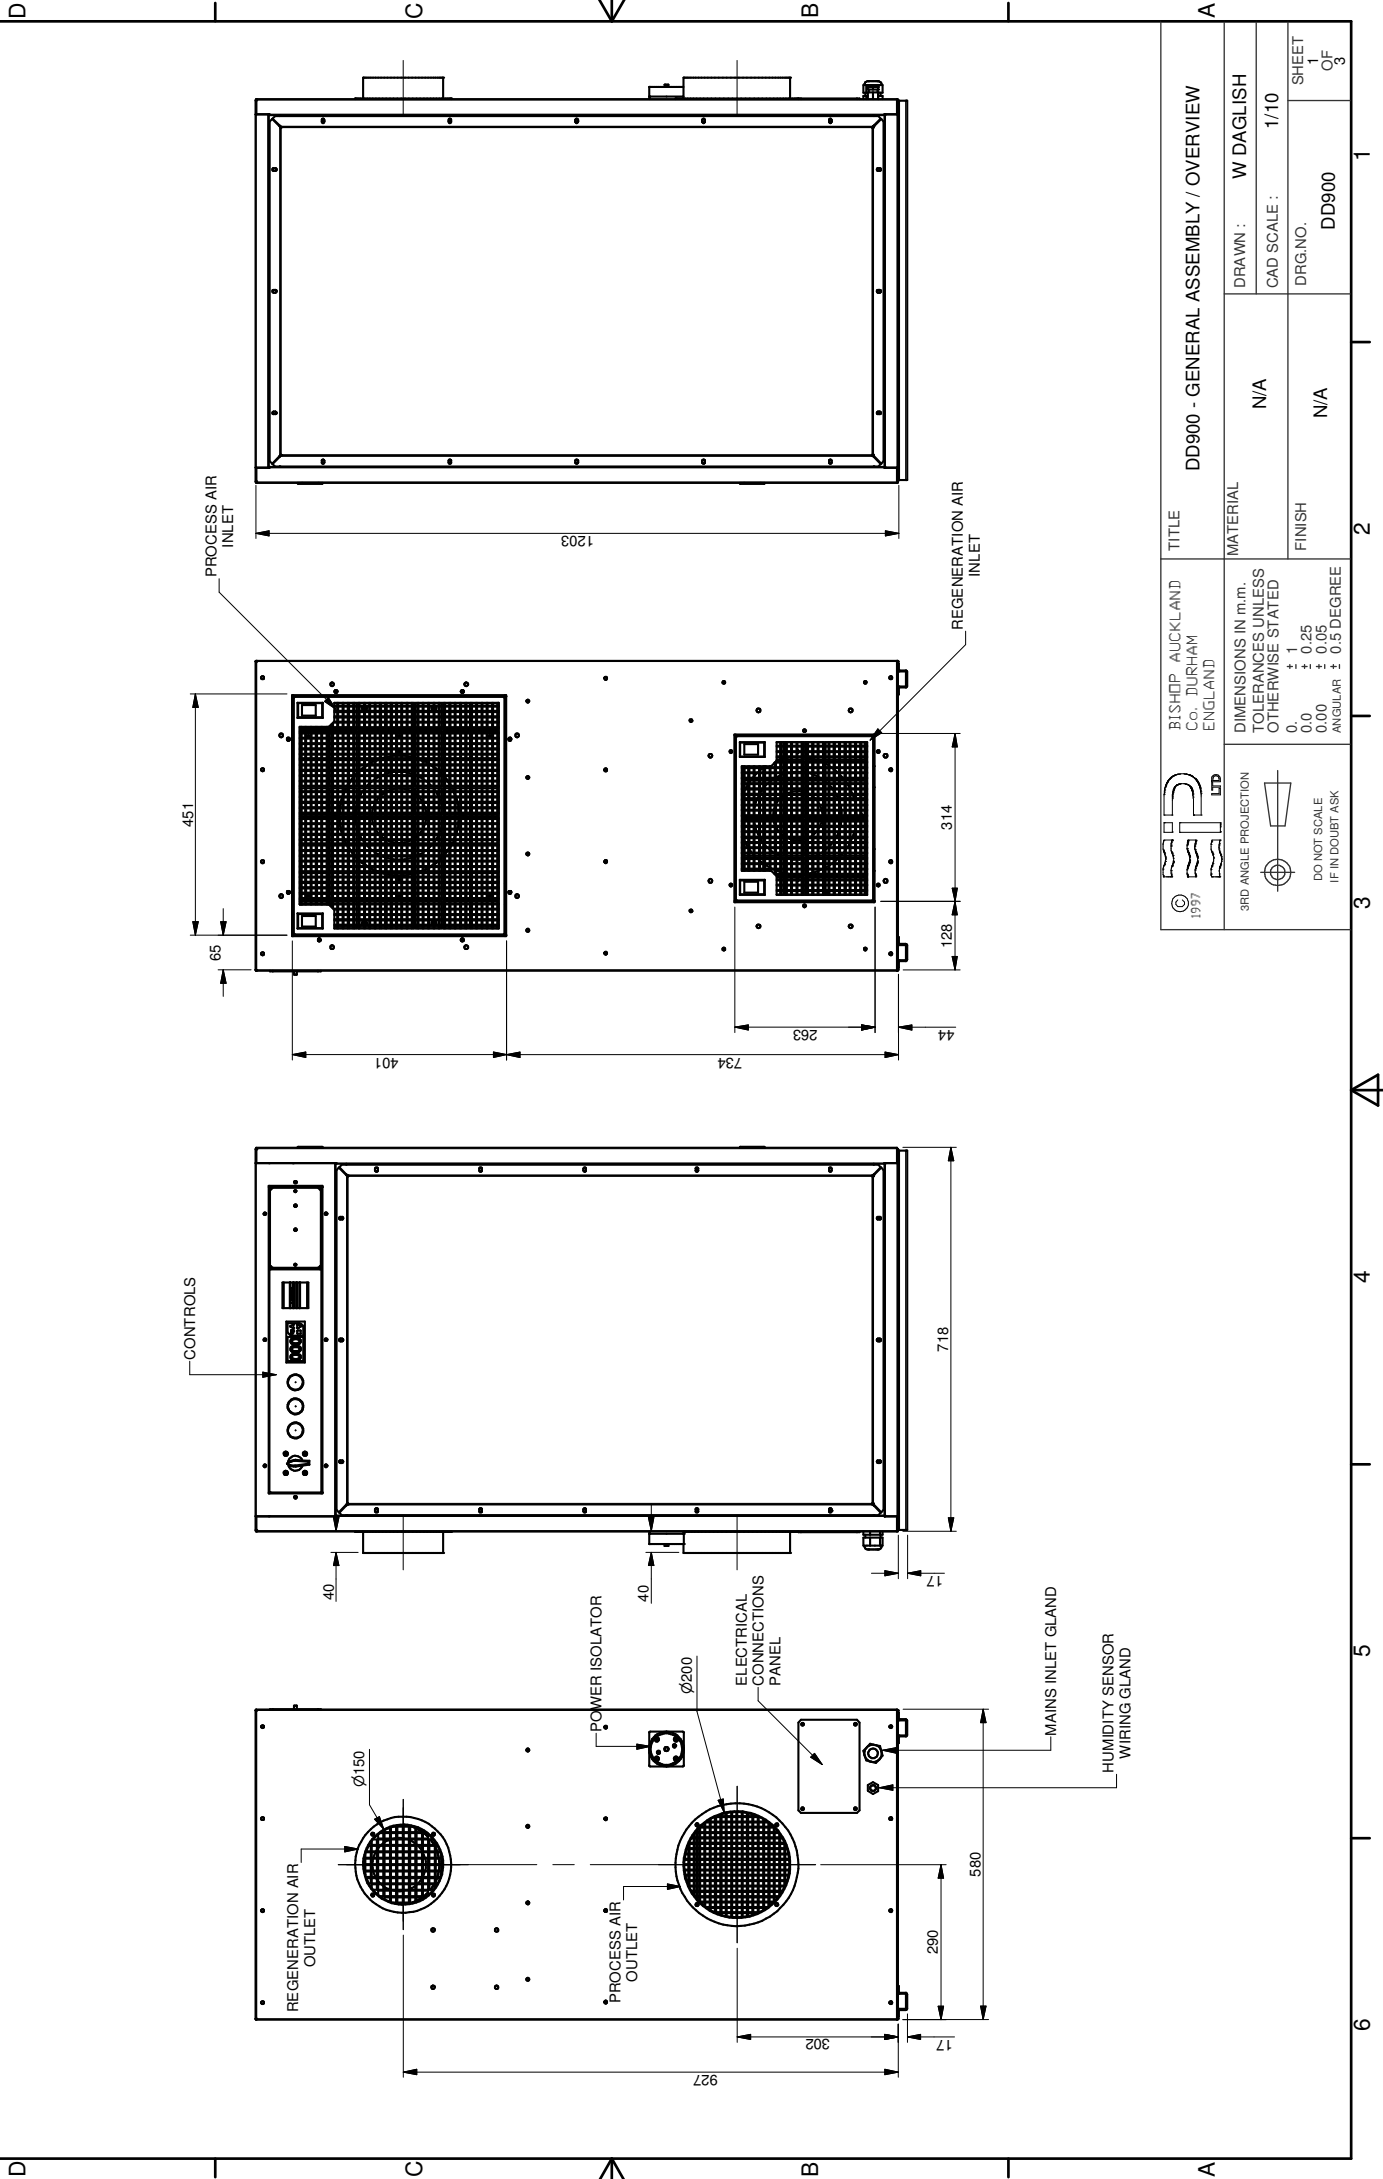 D
C
B
A
REGENERATION AIR
OUTLET
Ø150
POWER ISOLATOR
PROCESS AIR
OUTLET
Ø200
ELECTRICAL
CONNECTIONS
PANEL
MAINS INLET GLAND
HUMIDITY SENSOR
WIRING GLAND
927
302
17
290
580
CONTROLS
40
40
718
17
65
451
PROCESS AIR
INLET
401
734
263
44
128
314
REGENERATION AIR
INLET
1203
© 1997
LTD
BISHOP AUCKLAND
Co. DURHAM
ENGLAND
TITLE
DD900 - GENERAL ASSEMBLY / OVERVIEW
3RD ANGLE PROJECTION
DO NOT SCALE
IF IN DOUBT ASK
DIMENSIONS IN m.m.
TOLERANCES UNLESS
OTHERWISE STATED
0. ± 1
0.0 ± 0.25
0.00 ± 0.05
ANGULAR ± 0.5 DEGREE
MATERIAL
N/A
FINISH
N/A
DRAWN : W DAGLISH
CAD SCALE : 1/10
DRG.NO.
DD900
SHEET
1
OF
3
6
5
4
3
2
1
D
C
B
A